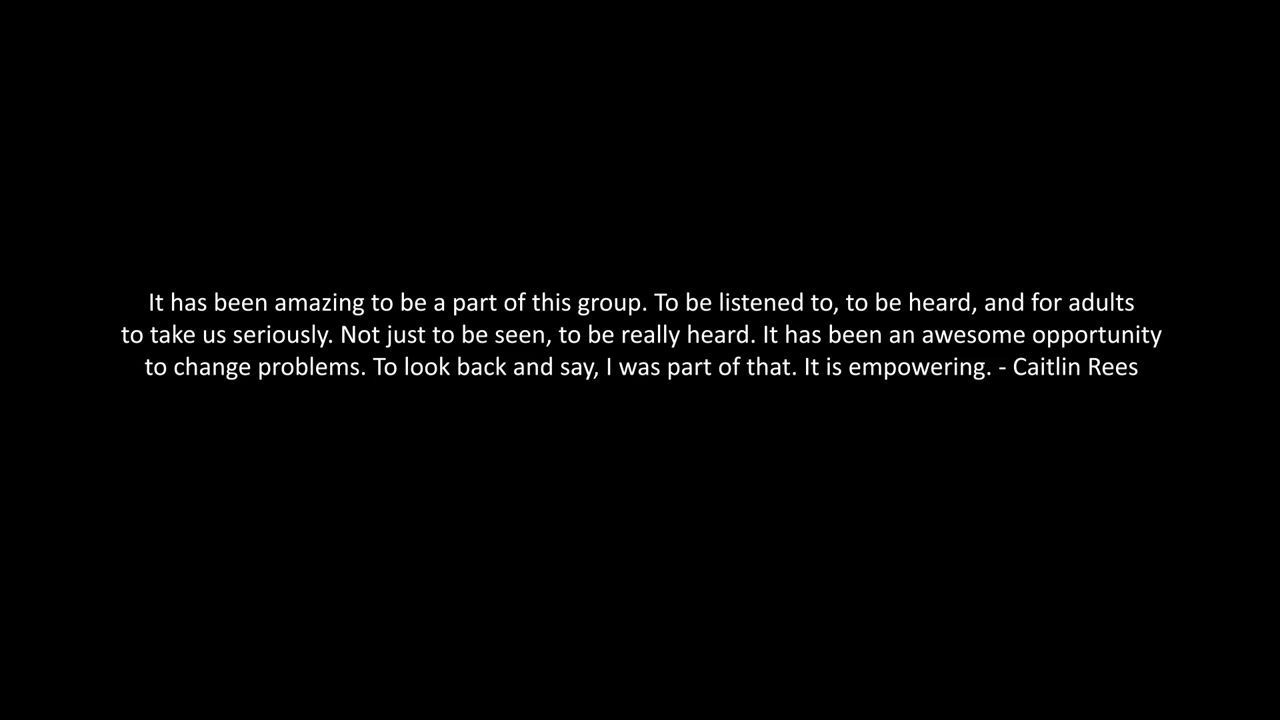 It has been amazing to be a part of this group. To be listened to, to be heard, and for adults
to take us seriously. Not just to be seen, to be really heard. It has been an awesome opportunity
to change problems. To look back and say, I was part of that. It is empowering. - Caitlin Rees